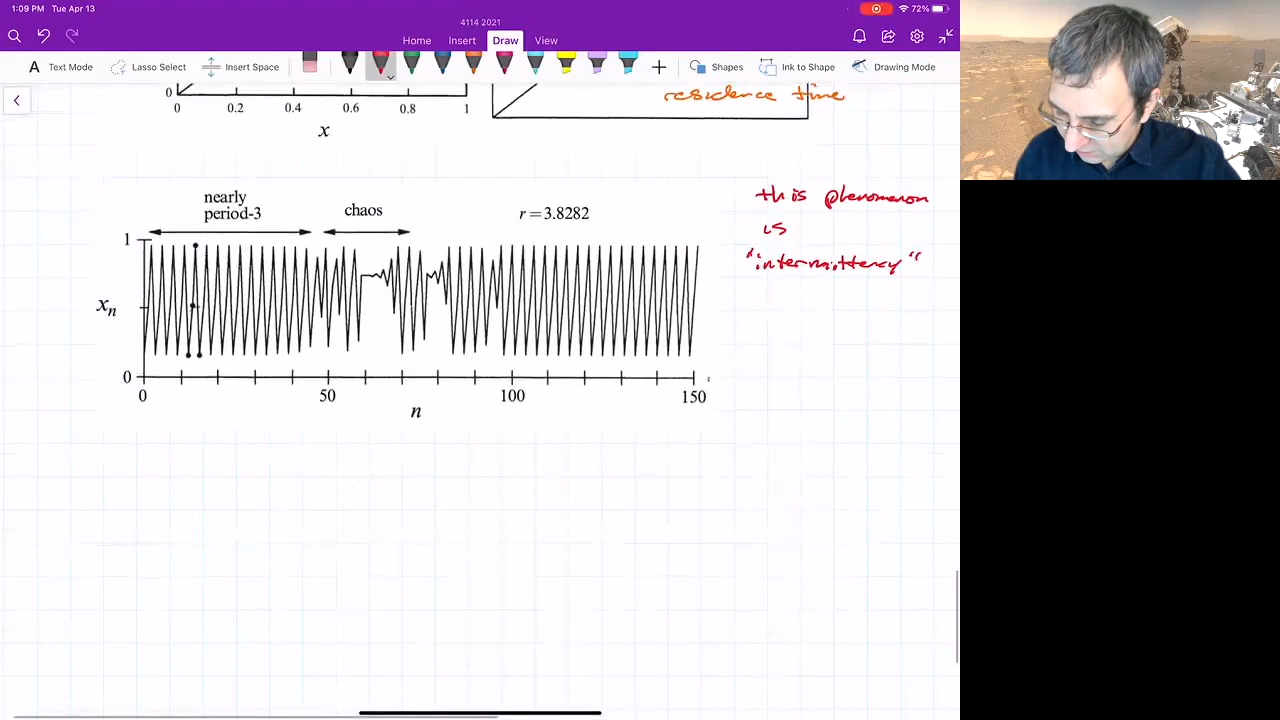 1:09 PM Tue Apr 13
72%
4114 2021
Home Insert Draw View
A Text Mode Lasso Select Insert Space Shapes Ink to Shape Drawing Mode
0
0 0.2 0.4 0.6 0.8 1
x
residence time
nearly
period-3
chaos
r = 3.8282
this phenomenon
is
"intermittency"
1
xn
0
0 50 100 150
n